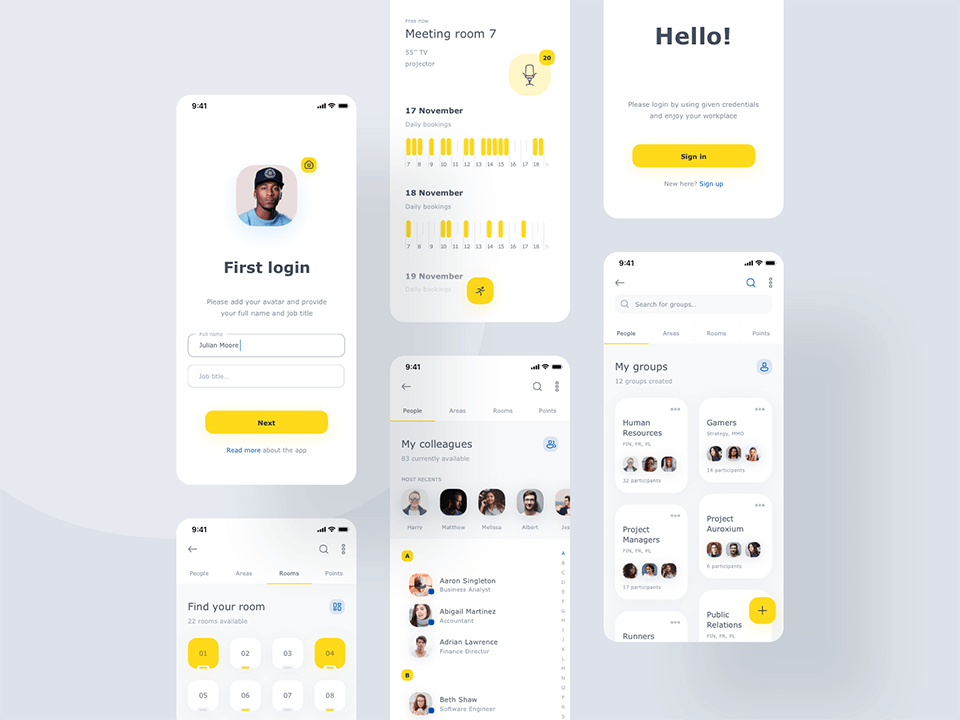 9:41
First login
Please add your avatar and provide
your full name and job title
Full name
Julian Moore
Job title...
Next
Read more about the app
9:41
People Areas Rooms Points
Find your room
22 rooms available
01 02 03 04
05 06 07 08
Free now
Meeting room 7
55'' TV
projector
20
17 November
Daily bookings
7 8 9 10 11 12 13 14 15 16 17 18
18 November
Daily bookings
7 8 9 10 11 12 13 14 15 16 17 18
19 November
Daily bookings
9:41
People Areas Rooms Points
My colleagues
83 currently available
MOST RECENTS
Harry Matthew Melissa Albert
A
Aaron Singleton
Business Analyst
Abigail Martinez
Accountant
Adrian Lawrence
Finance Director
B
Beth Shaw
Software Engineer
A
B
C
D
E
F
G
H
I
J
K
L
M
N
O
P
R
S
Hello!
Please login by using given credentials
and enjoy your workplace
Sign in
New here? Sign up
9:41
Search for groups...
People Areas Rooms Points
My groups
12 groups created
Human
Resources
FIN, FR, PL
32 participants
Gamers
Strategy, MMO
14 participants
Project
Managers
FIN, FR, PL
17 participants
Project
Auroxium
6 participants
Runners
Public
Relations
FIN, FR, PL